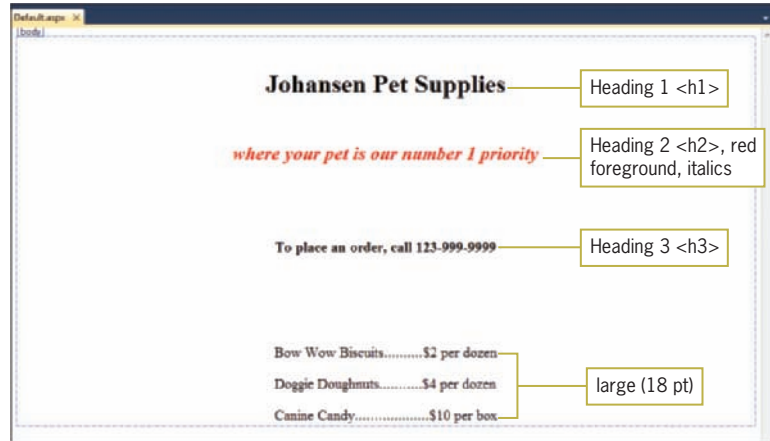 Default.aspx ×
body
Johansen Pet Supplies
Heading 1 <h1>
where your pet is our number 1 priority
Heading 2 <h2>, red
foreground, italics
To place an order, call 123-999-9999
Heading 3 <h3>
Bow Wow Biscuits..........$2 per dozen
Doggie Doughnuts...........$4 per dozen
large (18 pt)
Canine Candy...................$10 per box